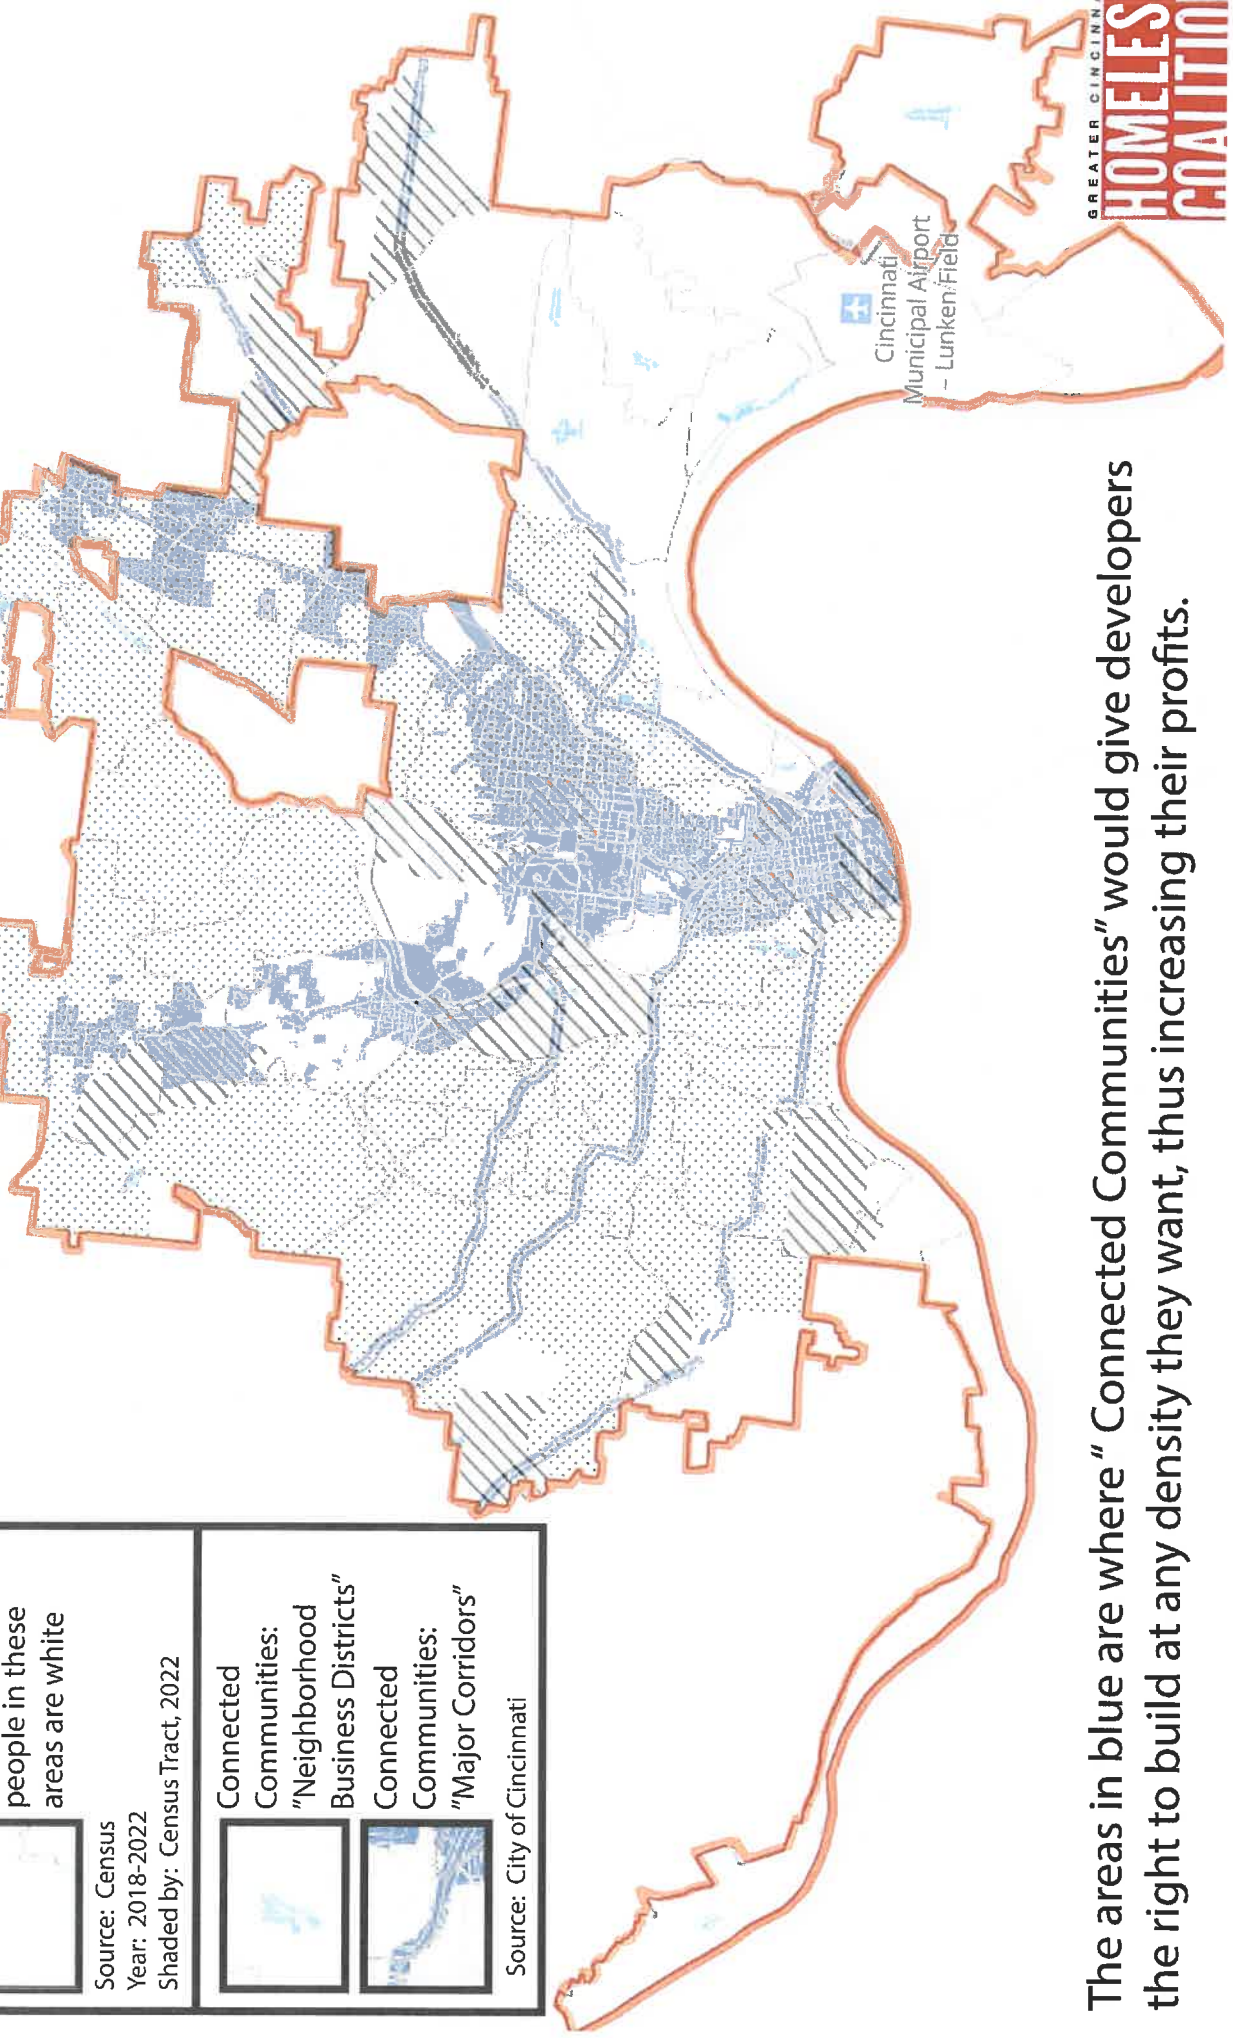 people in these
areas are white
Source: Census
Year: 2018-2022
Shaded by: Census Tract, 2022
Connected
Communities:
"Neighborhood
Business Districts"
Connected
Communities:
"Major Corridors"
Source: City of Cincinnati
Cincinnati
Municipal Airport
– Lunken Field
The areas in blue are where "Connected Communities" would give developers
the right to build at any density they want, thus increasing their profits.
GREATER CINCINN
HOMELES
COALITIO